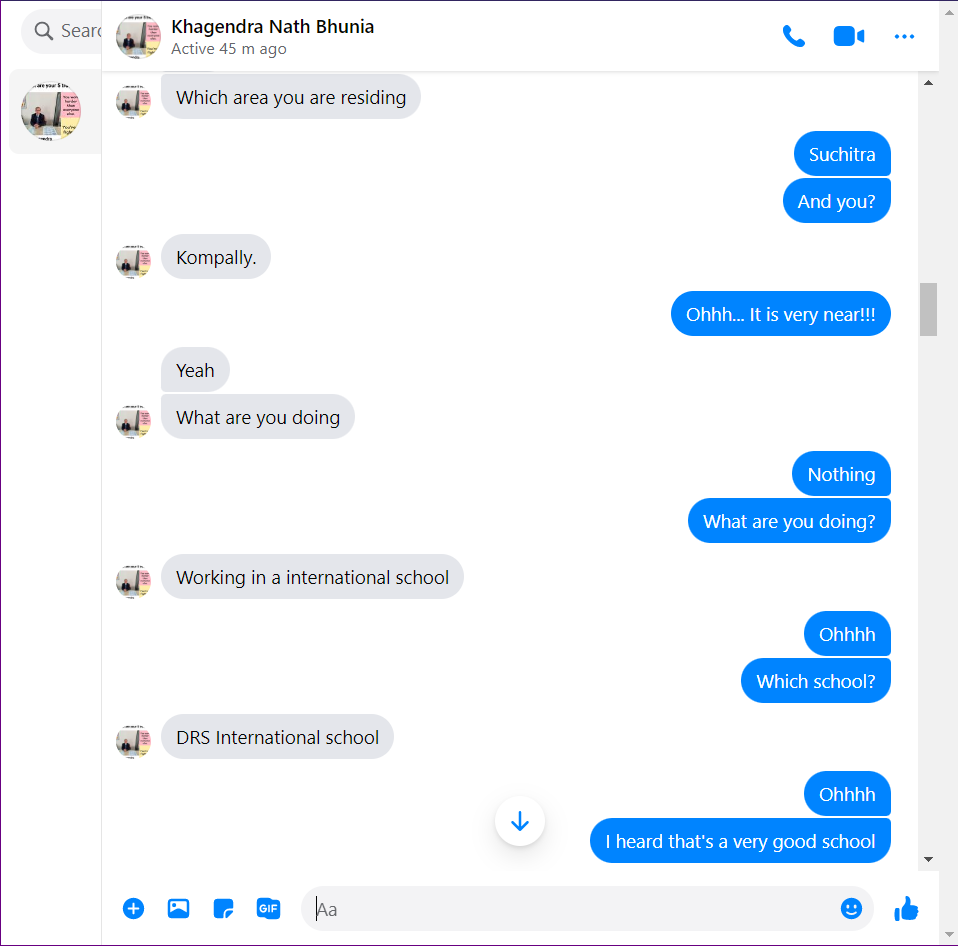 Searc
Khagendra Nath Bhunia
Active 45 m ago
Which area you are residing
Suchitra
And you?
Kompally.
Ohhh... It is very near!!!
Yeah
What are you doing
Nothing
What are you doing?
Working in a international school
Ohhhh
Which school?
DRS International school
Ohhhh
I heard that's a very good school
GIF
Aa